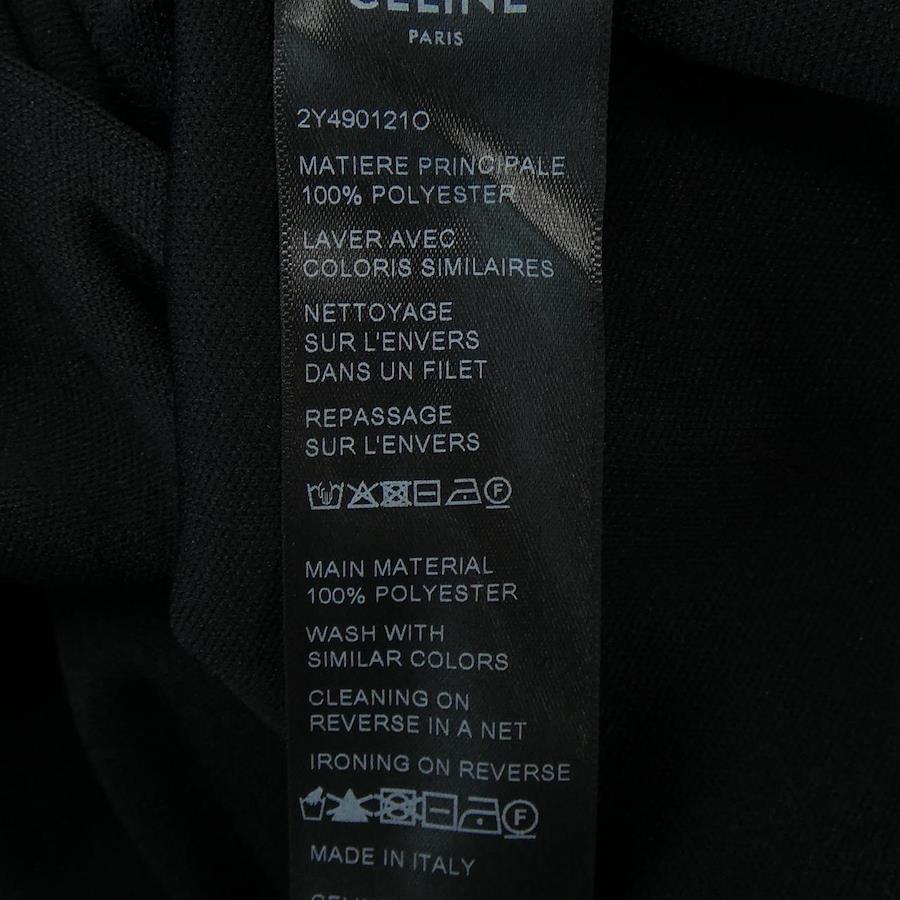 CELINE
PARIS
2Y490121O
MATIERE PRINCIPALE
100% POLYESTER
LAVER AVEC
COLORIS SIMILAIRES
NETTOYAGE
SUR L'ENVERS
DANS UN FILET
REPASSAGE
SUR L'ENVERS
F
MAIN MATERIAL
100% POLYESTER
WASH WITH
SIMILAR COLORS
CLEANING ON
REVERSE IN A NET
IRONING ON REVERSE
F
MADE IN ITALY